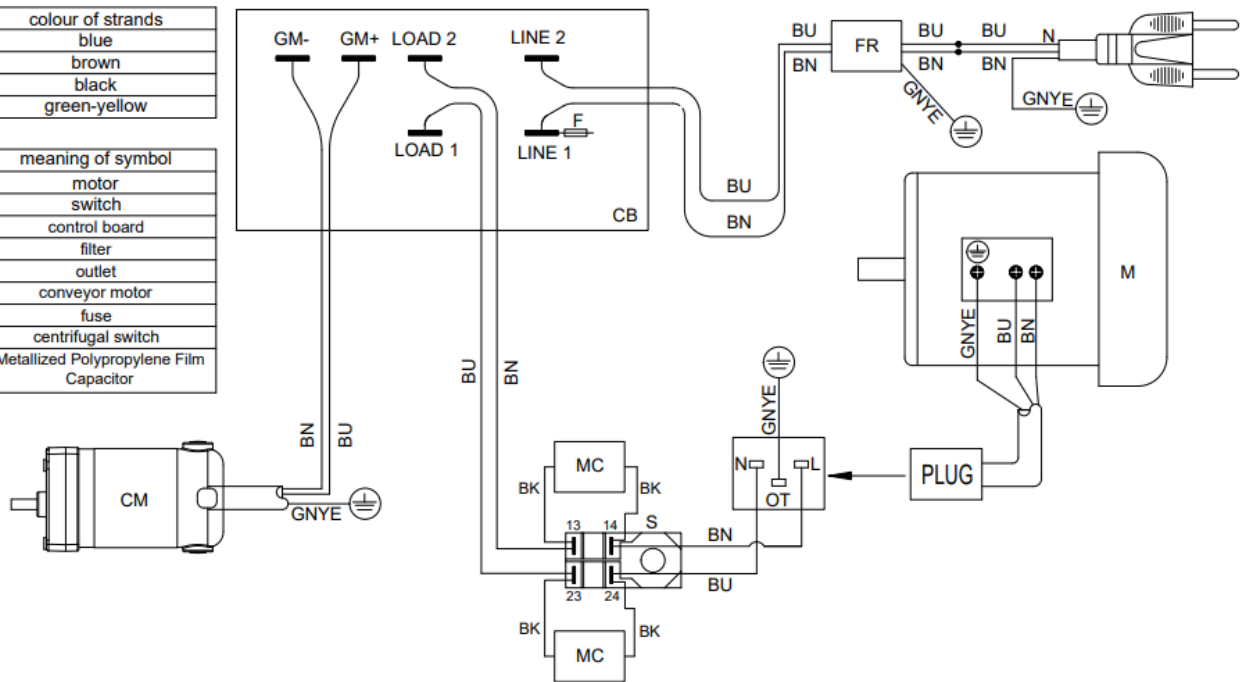 colour of strands
blue
brown
black
green-yellow
meaning of symbol
motor
switch
control board
filter
outlet
conveyor motor
fuse
centrifugal switch
Metallized Polypropylene Film
Capacitor
GM- GM+ LOAD 2 LINE 2
LOAD 1 LINE 1 F
CB
BU
BN
BU FR BU BU N
BN BN BN
GNYE GNYE
M
GNYE BU BN
PLUG
GNYE
N L
OT
BU BN
BN BU
CM
GNYE
MC
BK BK
13 14 S
BN
23 24
BU
BK BK
MC